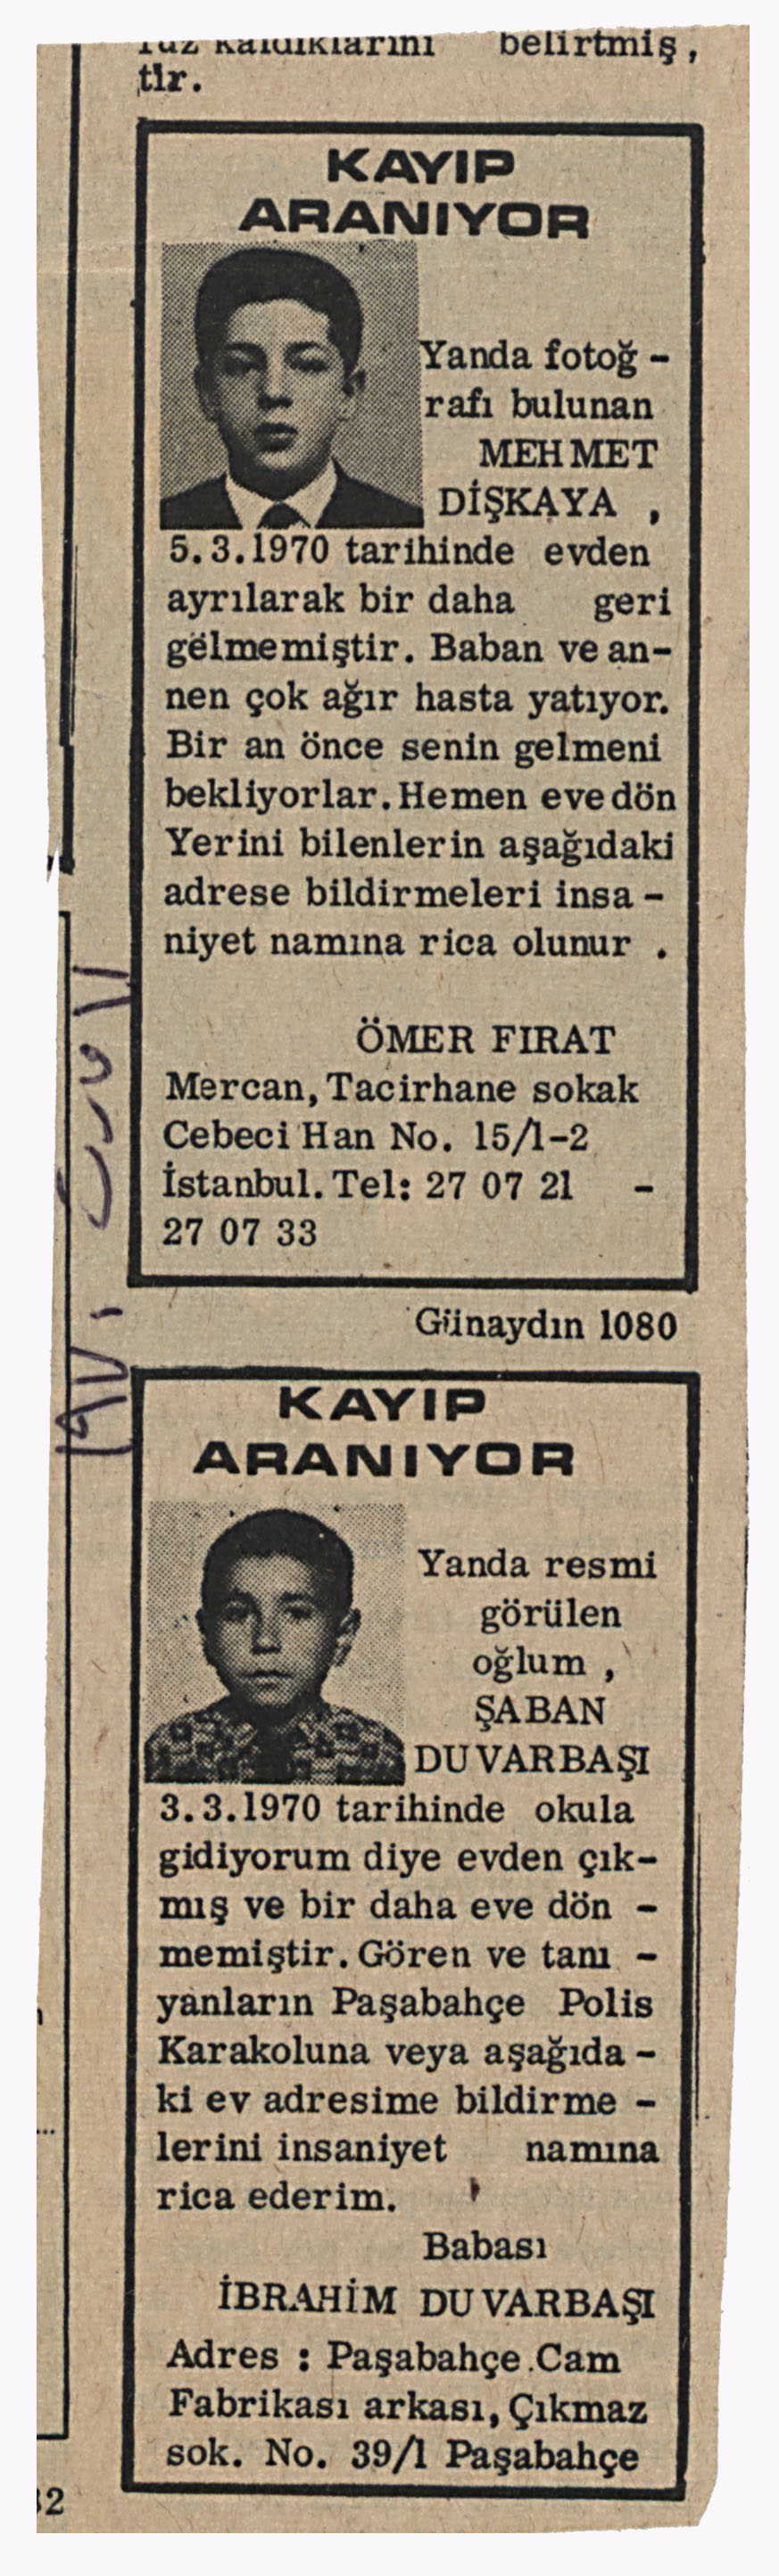 belirtmiş,
tir.
KAYIP
ARANIYOR
Yanda fotoğ -
rafı bulunan
MEHMET
DİŞKAYA ,
5.3.1970 tarihinde evden
ayrılarak bir daha geri
gelmemiştir. Baban ve an-
nen çok ağır hasta yatıyor.
Bir an önce senin gelmeni
bekliyorlar. Hemen eve dön
Yerini bilenlerin aşağıdaki
adrese bildirmeleri insa -
niyet namına rica olunur .
ÖMER FIRAT
Mercan, Tacirhane sokak
Cebeci Han No. 15/1-2
İstanbul. Tel: 27 07 21 -
27 07 33
Günaydın 1080
KAYIP
ARANIYOR
Yanda resmi
görülen
oğlum ,
ŞABAN
DUVARBAŞI
3.3.1970 tarihinde okula
gidiyorum diye evden çık-
mış ve bir daha eve dön -
memiştir. Gören ve tanı -
yanların Paşabahçe Polis
Karakoluna veya aşağıda -
ki ev adresime bildirme -
lerini insaniyet namına
rica ederim.
Babası
İBRAHİM DUVARBAŞI
Adres : Paşabahçe Cam
Fabrikası arkası, Çıkmaz
sok. No. 39/1 Paşabahçe